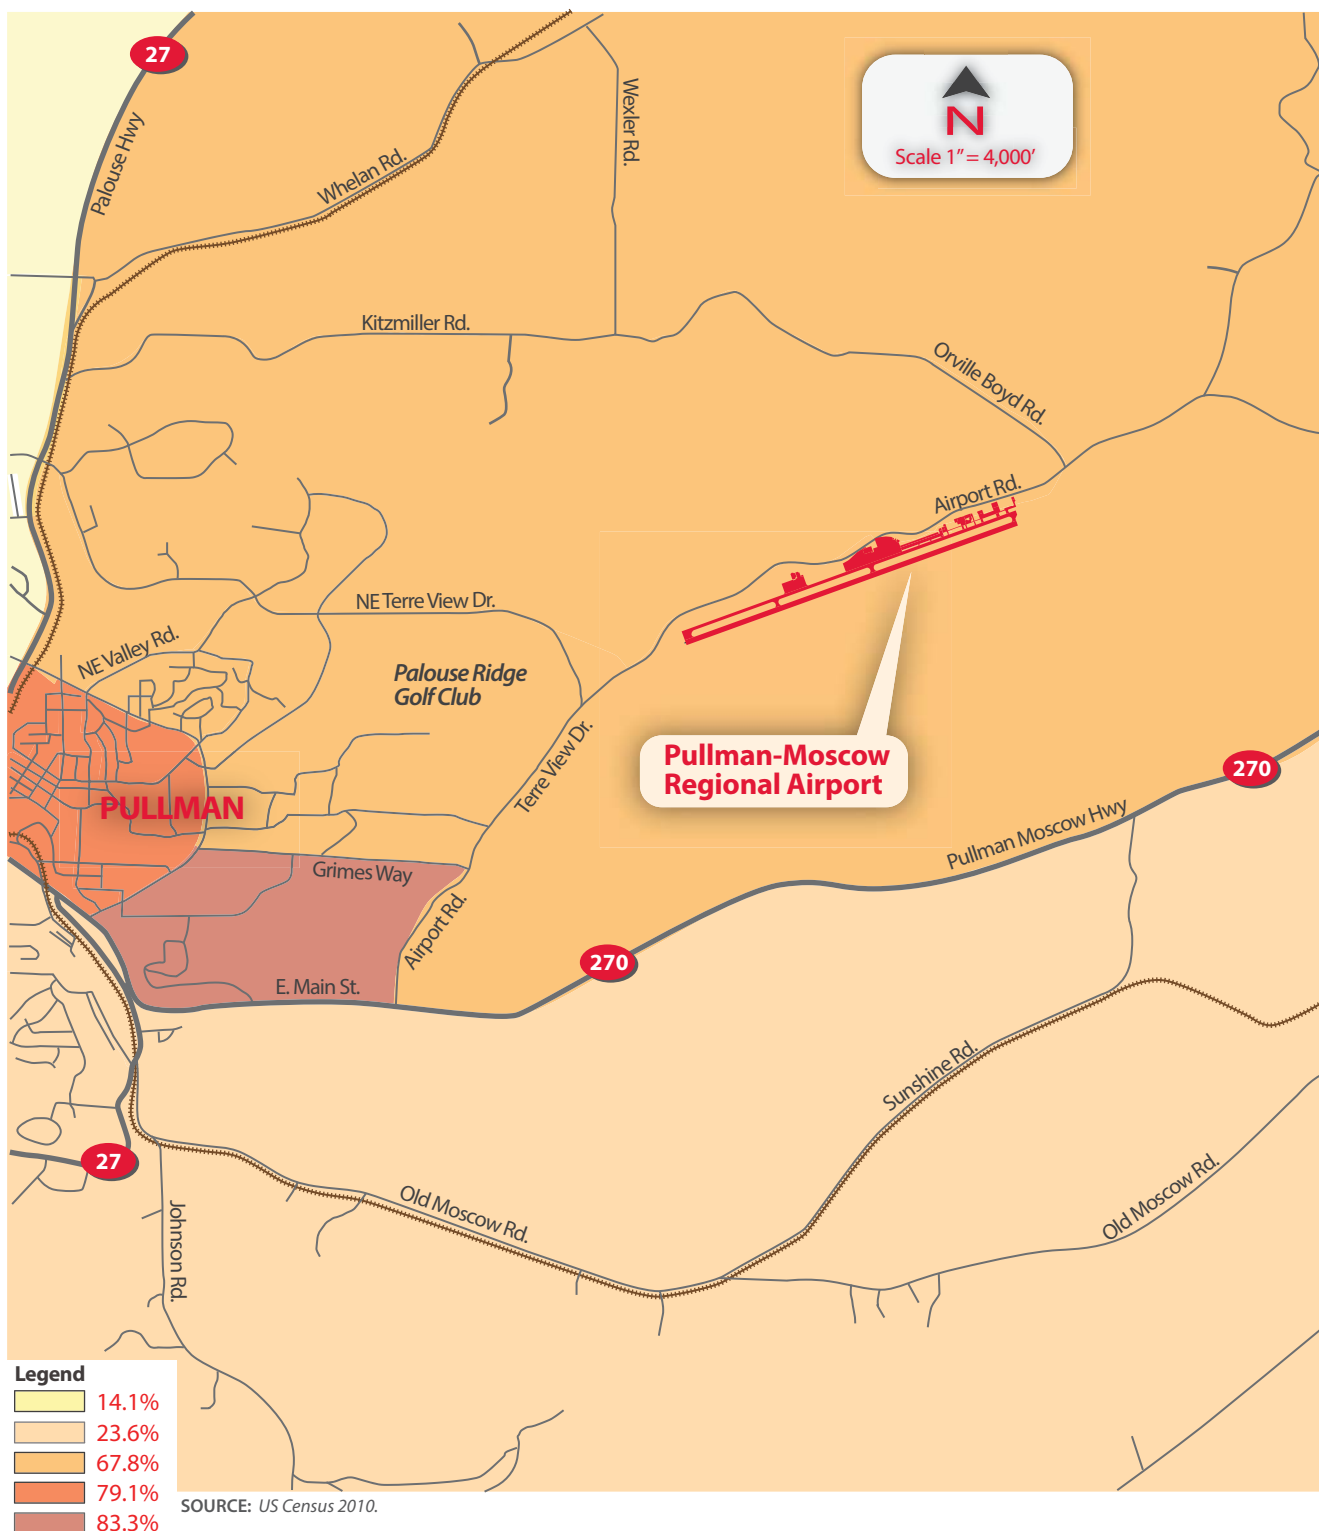 27
Palouse Hwy
Whelan Rd.
Wexler Rd.
N
Scale 1” = 4,000’
Kitzmiller Rd.
Orville Boyd Rd.
Airport Rd.
NE Terre View Dr.
NE Valley Rd.
Palouse Ridge
Golf Club
Terre View Dr.
Pullman-Moscow
Regional Airport
270
PULLMAN
Pullman Moscow Hwy
Grimes Way
Airport Rd.
270
E. Main St.
Sunshine Rd.
27
Old Moscow Rd.
Old Moscow Rd.
Johnson Rd.
Legend
14.1%
23.6%
67.8%
79.1%
83.3%
SOURCE: US Census 2010.